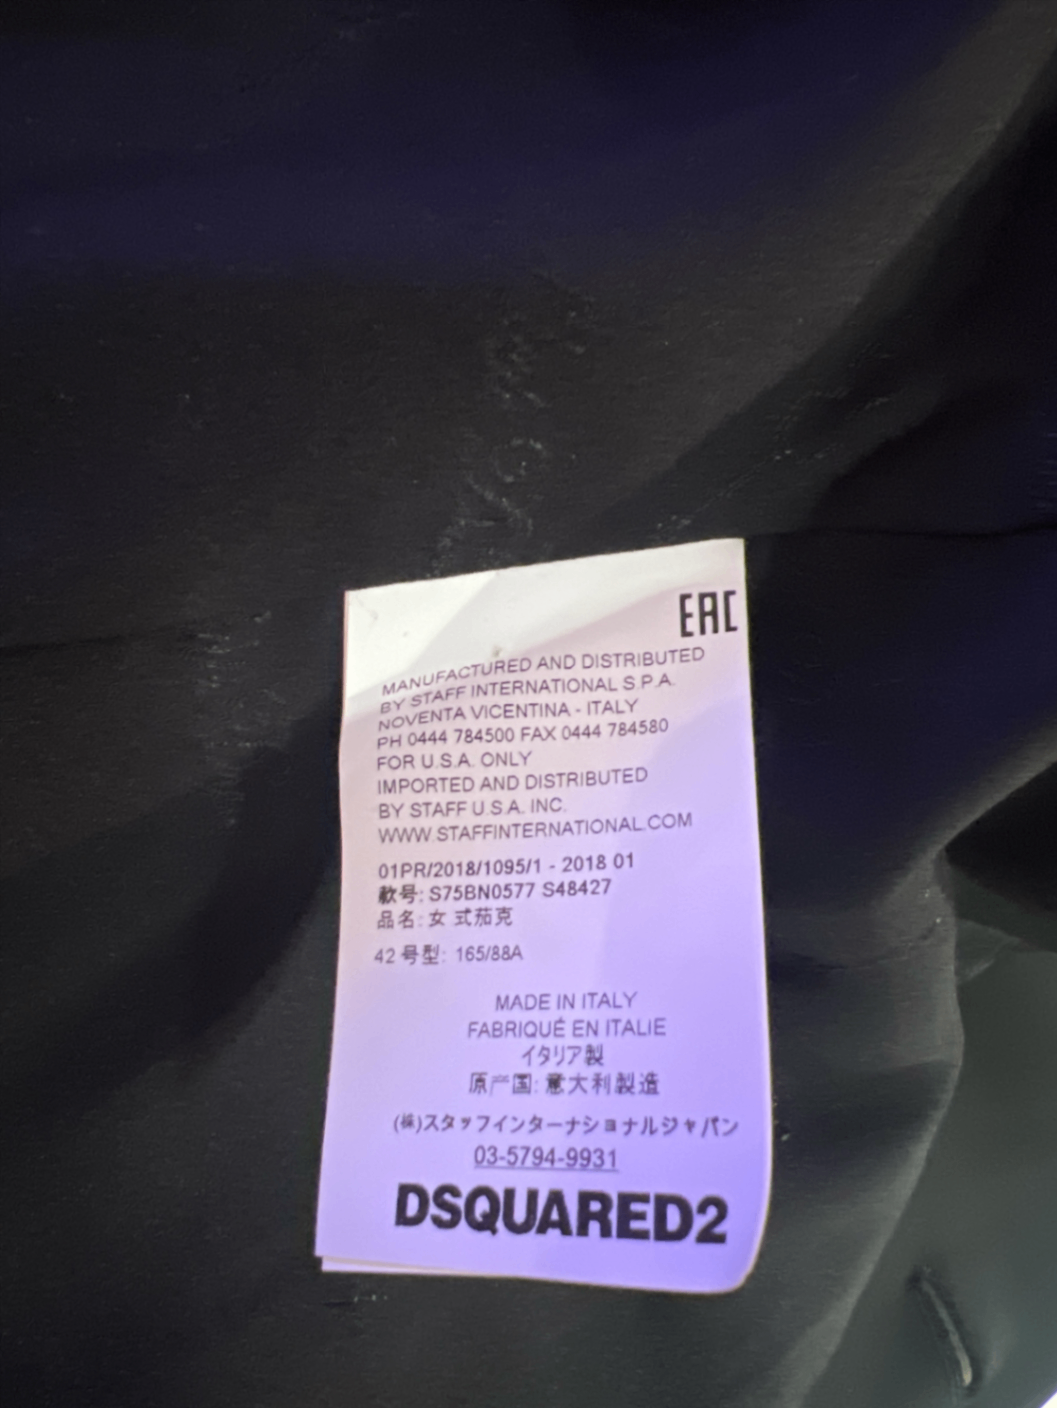 EAC
MANUFACTURED AND DISTRIBUTED
BY STAFF INTERNATIONAL S.P.A.
NOVENTA VICENTINA - ITALY
PH 0444 784500 FAX 0444 784580
FOR U.S.A. ONLY
IMPORTED AND DISTRIBUTED
BY STAFF U.S.A. INC.
WWW.STAFFINTERNATIONAL.COM
01PR/2018/1095/1 - 2018 01
款号: S75BN0577 S48427
品名: 女 式茄克
42 号型: 165/88A
MADE IN ITALY
FABRIQUÉ EN ITALIE
イタリア製
原产国: 意大利製造
(株)スタッフインターナショナルジャパン
03-5794-9931
DSQUARED2